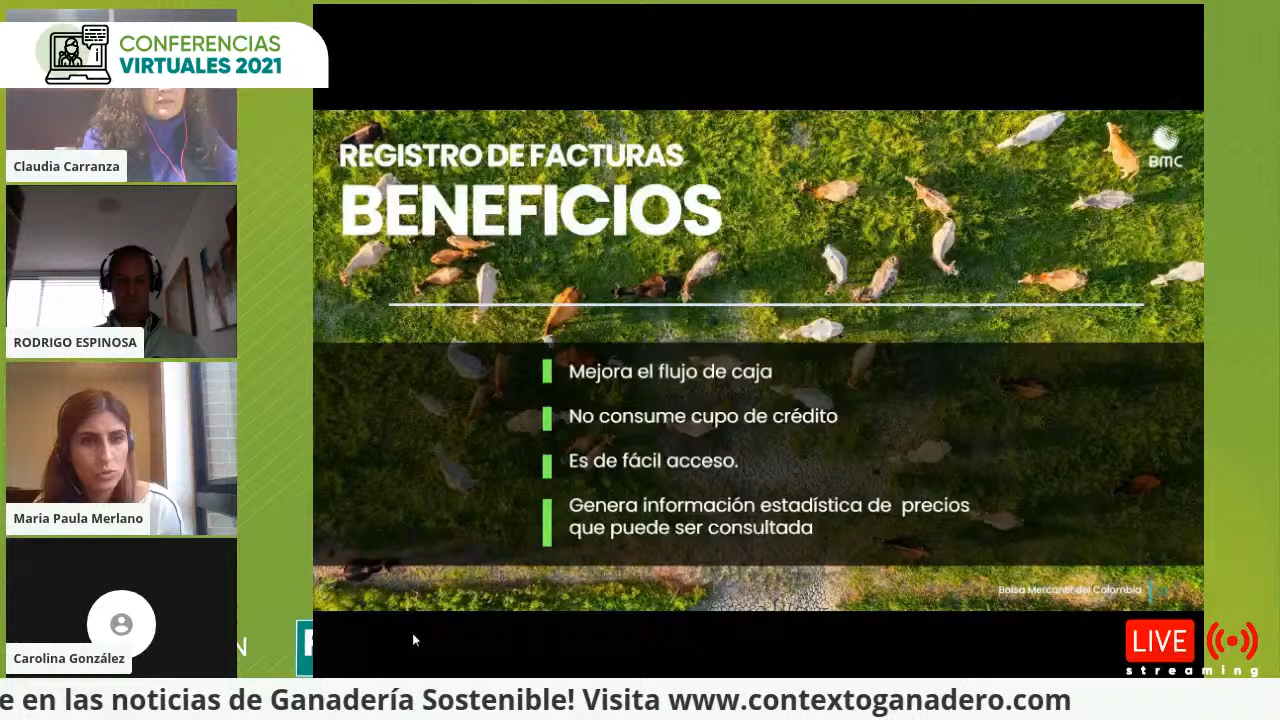 CONFERENCIAS
VIRTUALES 2021
Claudia Carranza
RODRIGO ESPINOSA
Maria Paula Merlano
Carolina González
REGISTRO DE FACTURAS
BENEFICIOS
BMC
Mejora el flujo de caja
No consume cupo de crédito
Es de fácil acceso.
Genera información estadística de precios
que puede ser consultada
Bolsa Mercantil de Colombia
N
LIVE
streaming
e en las noticias de Ganadería Sostenible! Visita www.contextoganadero.com